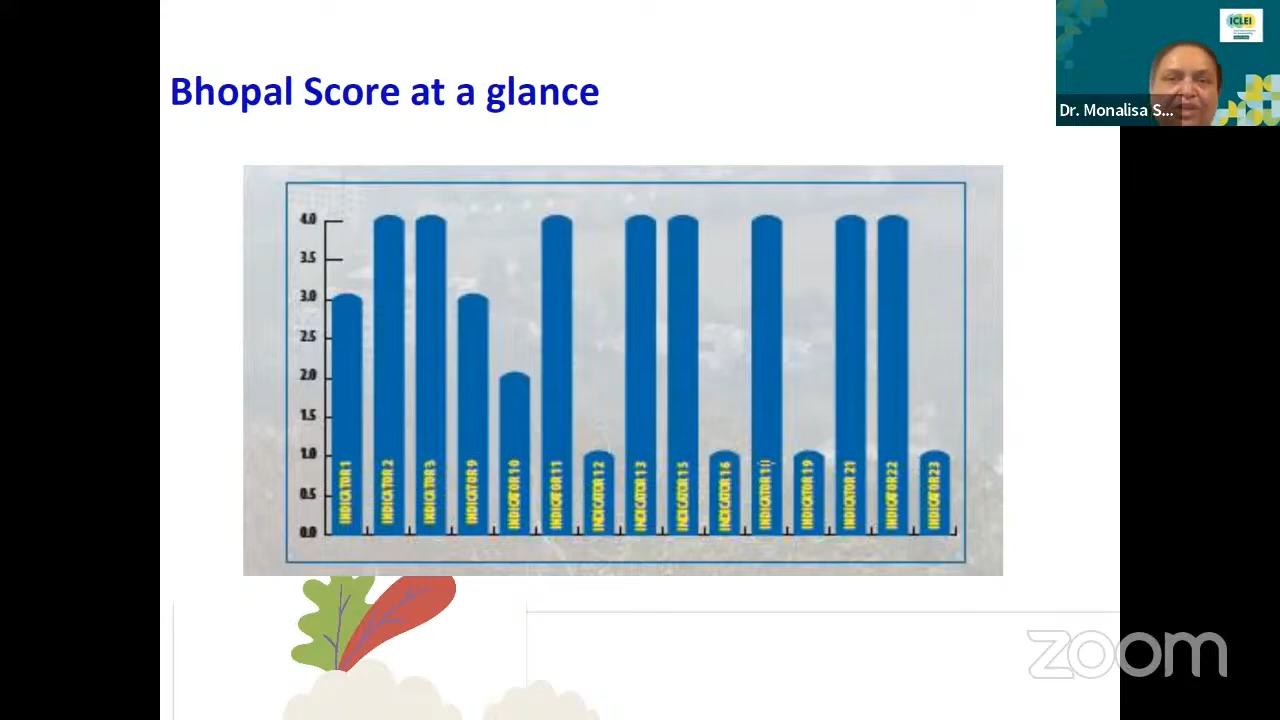 Bhopal Score at a glance
ICLEI
Dr. Monalisa S...
4.0
3.5
3.0
2.5
2.0
1.5
1.0
0.5
0.0
INDICATOR 1
INDICATOR 2
INDICATOR 3
INDICATOR 9
INDICATOR 10
INDICATOR 11
INDICATOR 12
INDICATOR 13
INDICATOR 15
INDICATOR 16
INDICATOR
INDICATOR 19
INDICATOR 21
INDICATOR 22
INDICATOR 23
zoom